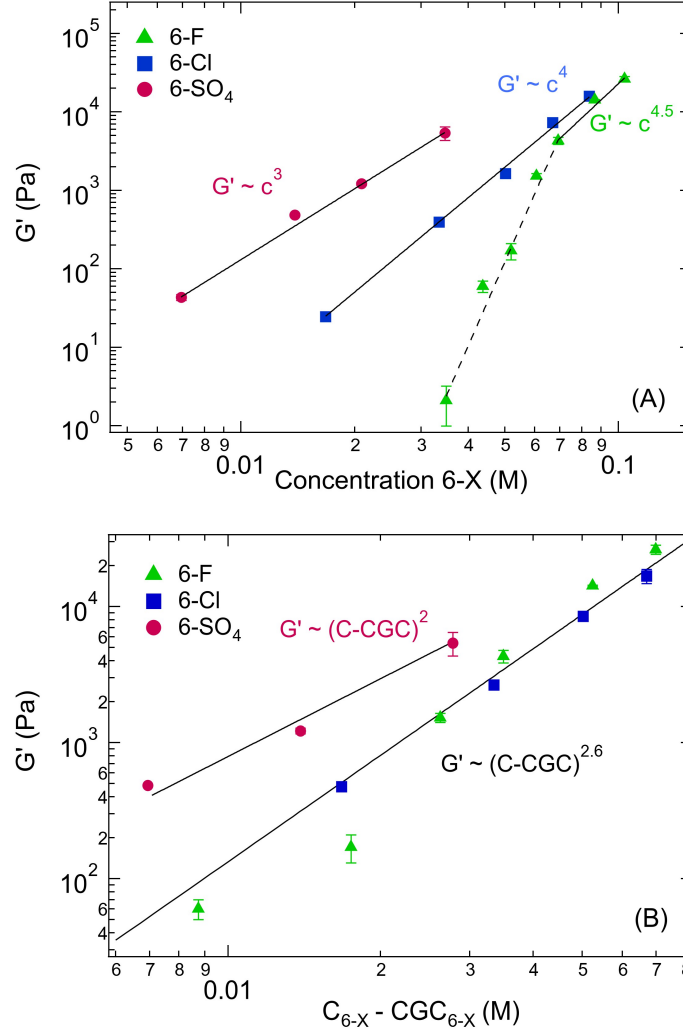 10^5
10^4
10^3
10^2
10^1
10^0
G' (Pa)
6-F
6-Cl
6-SO₄
G' ~ c^4
G' ~ c^4.5
G' ~ c^3
(A)
5 6 7 8 9 2 3 4 5 6 7 8 9
0.01 0.1
Concentration 6-X (M)
2
10^4
6
4
2
10^3
6
4
2
10^2
6
4
G' (Pa)
6-F
6-Cl
6-SO₄
G' ~ (C-CGC)^2
G' ~ (C-CGC)^2.6
(B)
6 7 8 9 2 3 4 5 6 7 8
0.01
C₆₋ₓ - CGC₆₋ₓ (M)